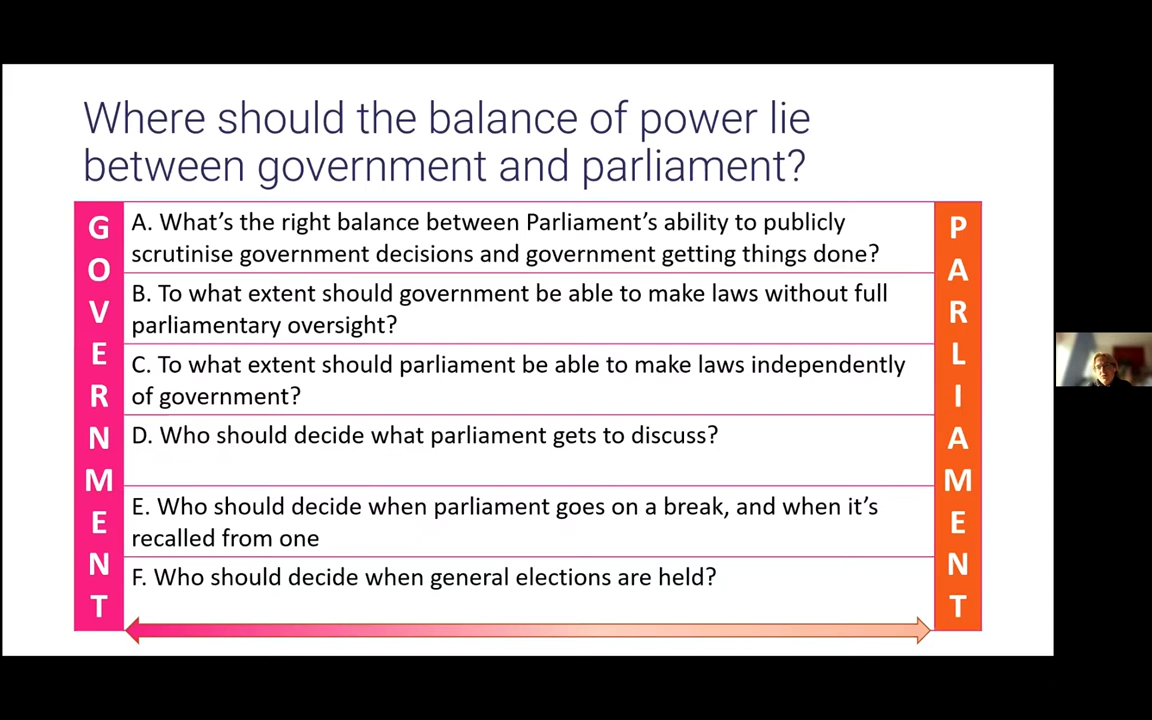 Where should the balance of power lie
between government and parliament?
GOVERNMENT
A. What's the right balance between Parliament's ability to publicly
scrutinise government decisions and government getting things done?
B. To what extent should government be able to make laws without full
parliamentary oversight?
C. To what extent should parliament be able to make laws independently
of government?
D. Who should decide what parliament gets to discuss?
E. Who should decide when parliament goes on a break, and when it's
recalled from one
F. Who should decide when general elections are held?
PARLIAMENT